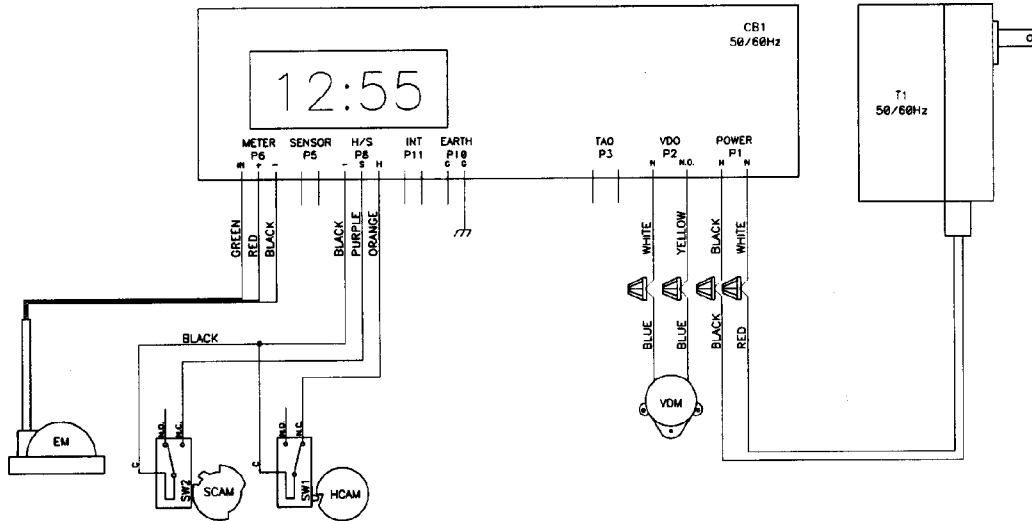 CB1
50/60Hz
12:55
METER
P6
IN + -
SENSOR
P5
H/S
P8
- S H
INT
P11
EARTH
P10
G G
TAO
P3
VDO
P2
N N.O.
POWER
P1
H N
T1
50/60Hz
GREEN
RED
BLACK
BLACK
PURPLE
ORANGE
WHITE
YELLOW
BLACK
WHITE
BLUE
BLUE
BLACK
RED
BLACK
EM
N.O.
N.C.
C
SW2
SCAM
N.O.
N.C.
C
SW1
HCAM
VDM